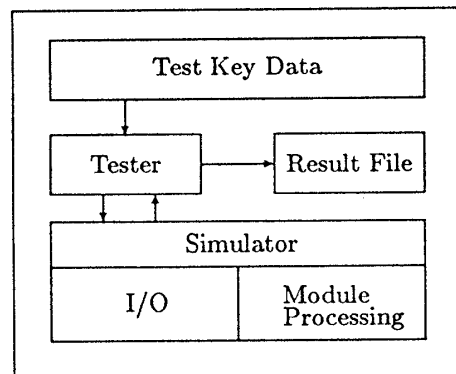 Test Key Data
Tester
Result File
Simulator
I/O
Module
Processing